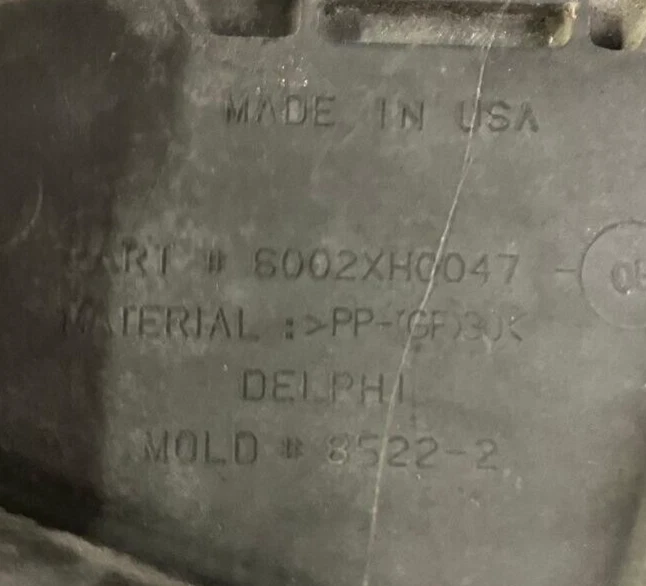 MADE IN USA
PART # 6002XH0047 -
MATERIAL :>PP-(GF)30<
DELPHI
MOLD # 8522-2